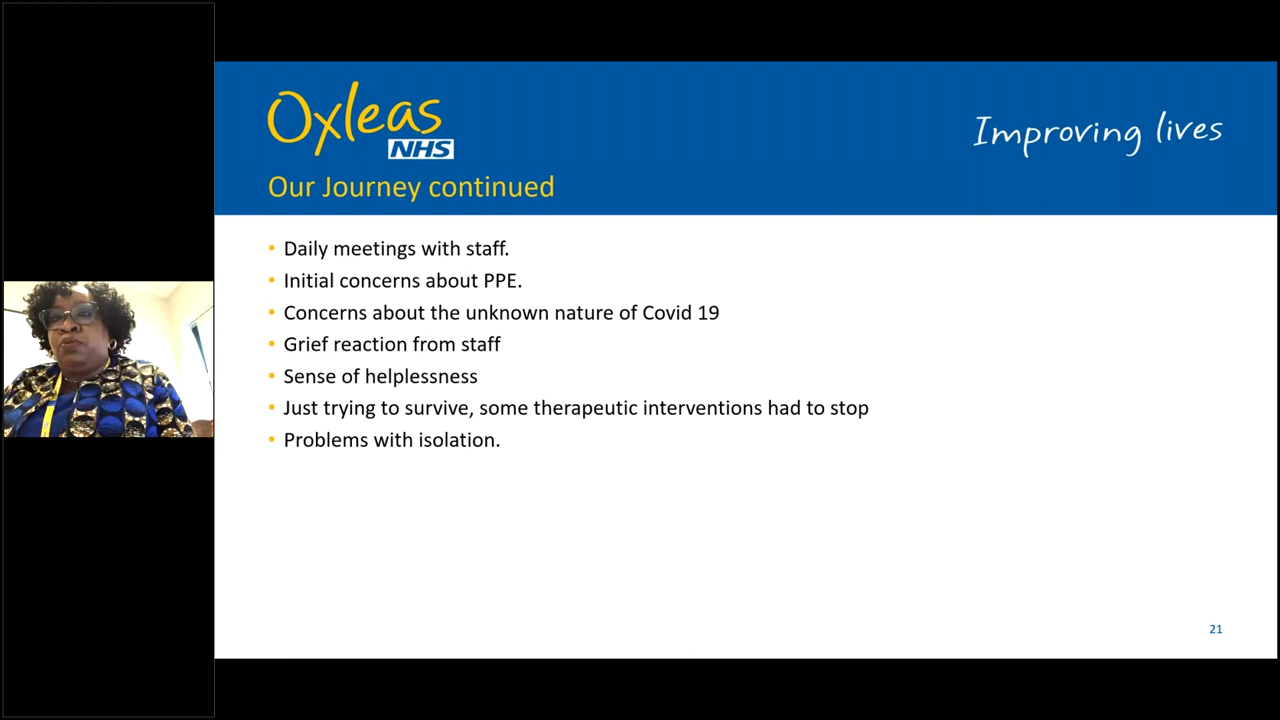 Oxleas
NHS
Improving lives
Our Journey continued
• Daily meetings with staff.
• Initial concerns about PPE.
• Concerns about the unknown nature of Covid 19
• Grief reaction from staff
• Sense of helplessness
• Just trying to survive, some therapeutic interventions had to stop
• Problems with isolation.
21